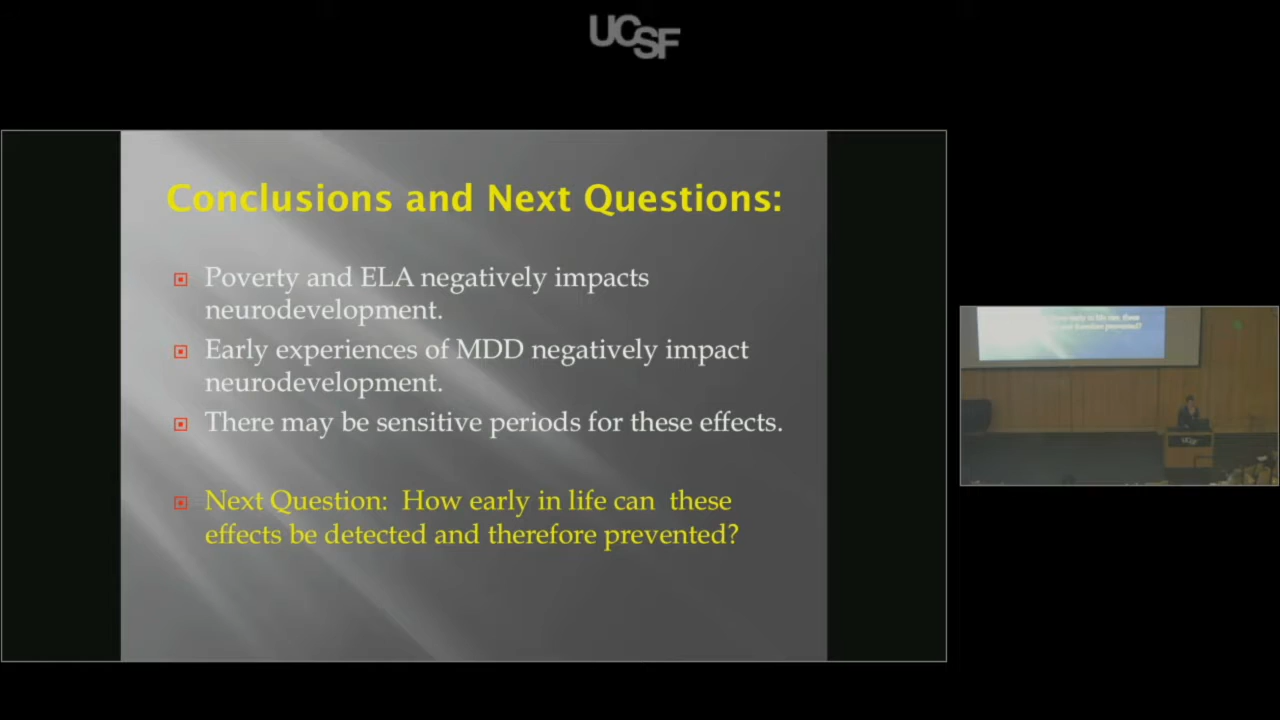 UCSF
Conclusions and Next Questions:
Poverty and ELA negatively impacts
neurodevelopment.
Early experiences of MDD negatively impact
neurodevelopment.
There may be sensitive periods for these effects.
Next Question:  How early in life can  these
effects be detected and therefore prevented?
UCSF